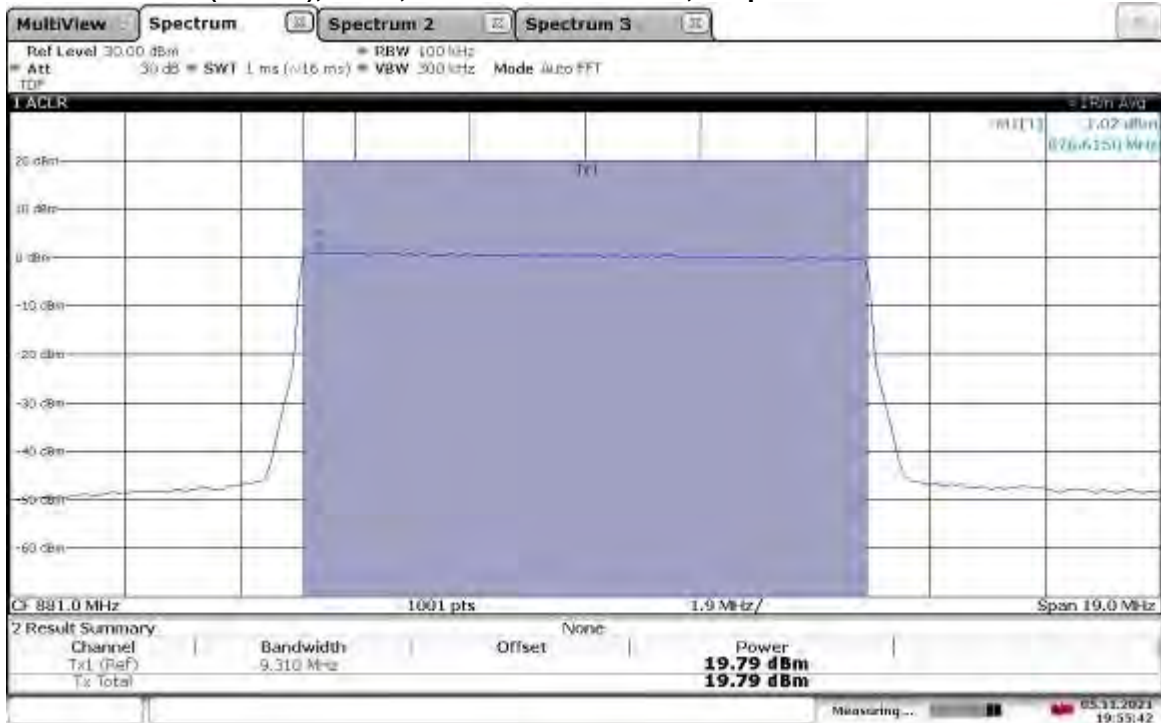 MultiView Spectrum Spectrum 2 Spectrum 3
Ref Level 30.00 dBm RBW 100 kHz
Att 30 dB SWT 1 ms (~16 ms) VBW 300 kHz Mode Auto FFT
TDF
1 ACLR 1Rm Avg
M1[1] 1.02 dBm
876.6150 MHz
20 dBm
Tx1
10 dBm
0 dBm
-10 dBm
-20 dBm
-30 dBm
-40 dBm
-50 dBm
-60 dBm
CF 881.0 MHz 1001 pts 1.9 MHz/ Span 19.0 MHz
2 Result Summary None
Channel Bandwidth Offset Power
Tx1 (Ref) 9.310 MHz 19.79 dBm
Tx Total 19.79 dBm
Measuring... 05.11.2021
19:55:42